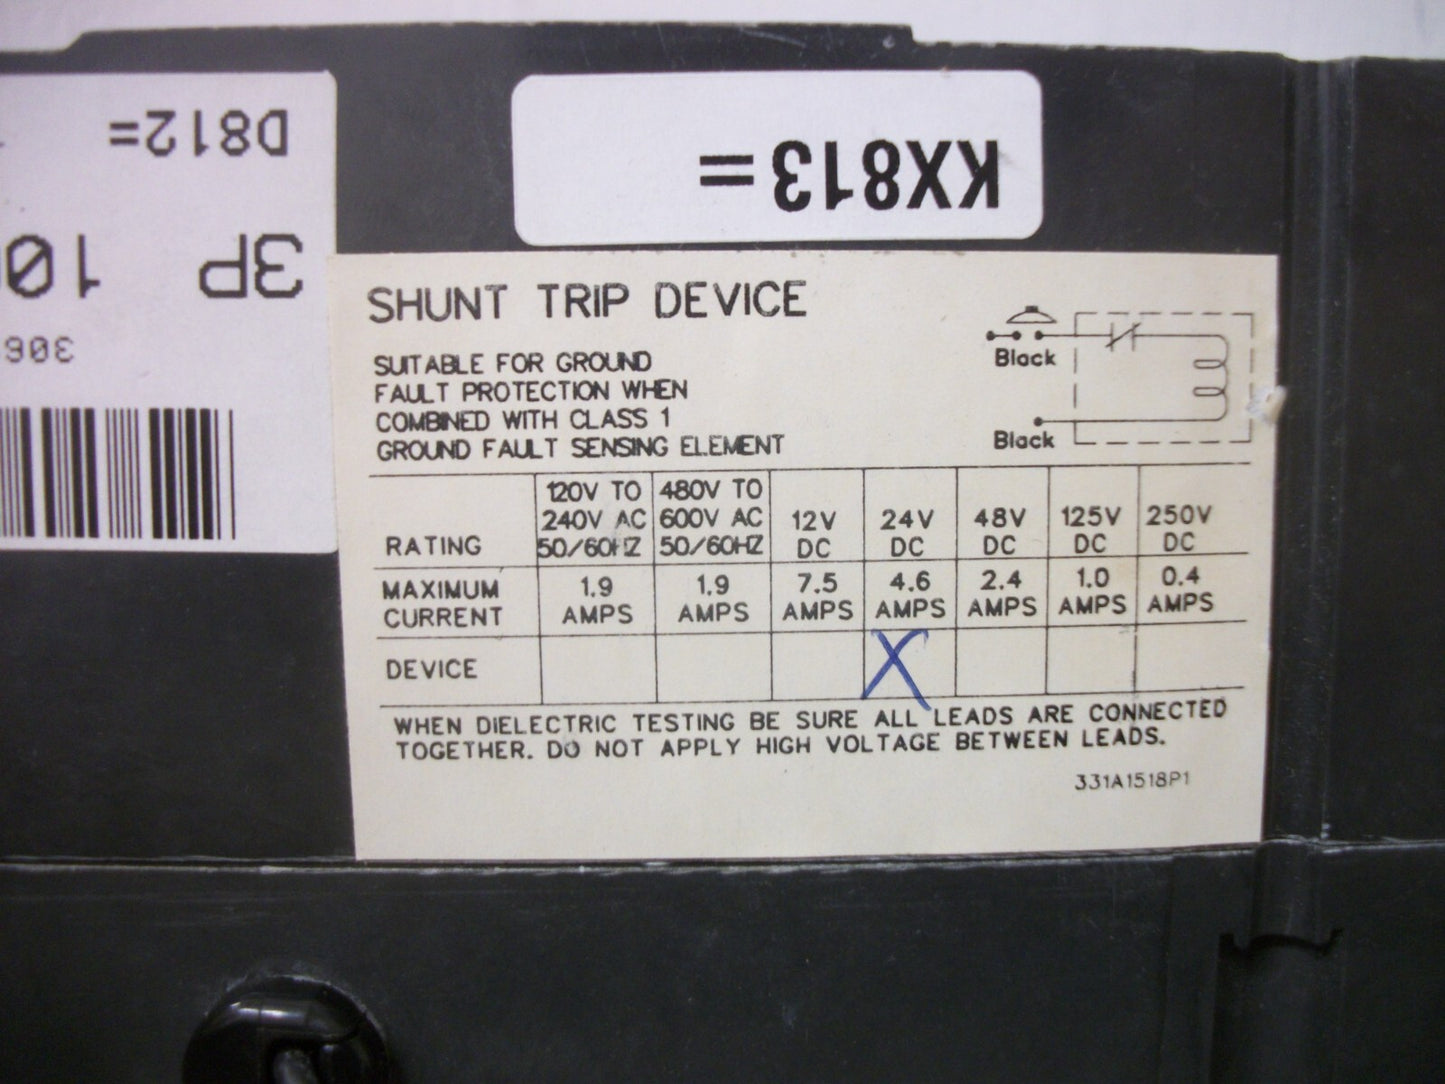 D812=
KX813=
3P
306
SHUNT TRIP DEVICE
SUITABLE FOR GROUND
FAULT PROTECTION WHEN
COMBINED WITH CLASS 1
GROUND FAULT SENSING ELEMENT
Black
Black
RATING 120V TO 240V AC 50/60HZ 480V TO 600V AC 50/60HZ 12V DC 24V DC 48V DC 125V DC 250V DC
MAXIMUM CURRENT 1.9 AMPS 1.9 AMPS 7.5 AMPS 4.6 AMPS 2.4 AMPS 1.0 AMPS 0.4 AMPS
DEVICE X
WHEN DIELECTRIC TESTING BE SURE ALL LEADS ARE CONNECTED
TOGETHER. DO NOT APPLY HIGH VOLTAGE BETWEEN LEADS.
331A1518P1